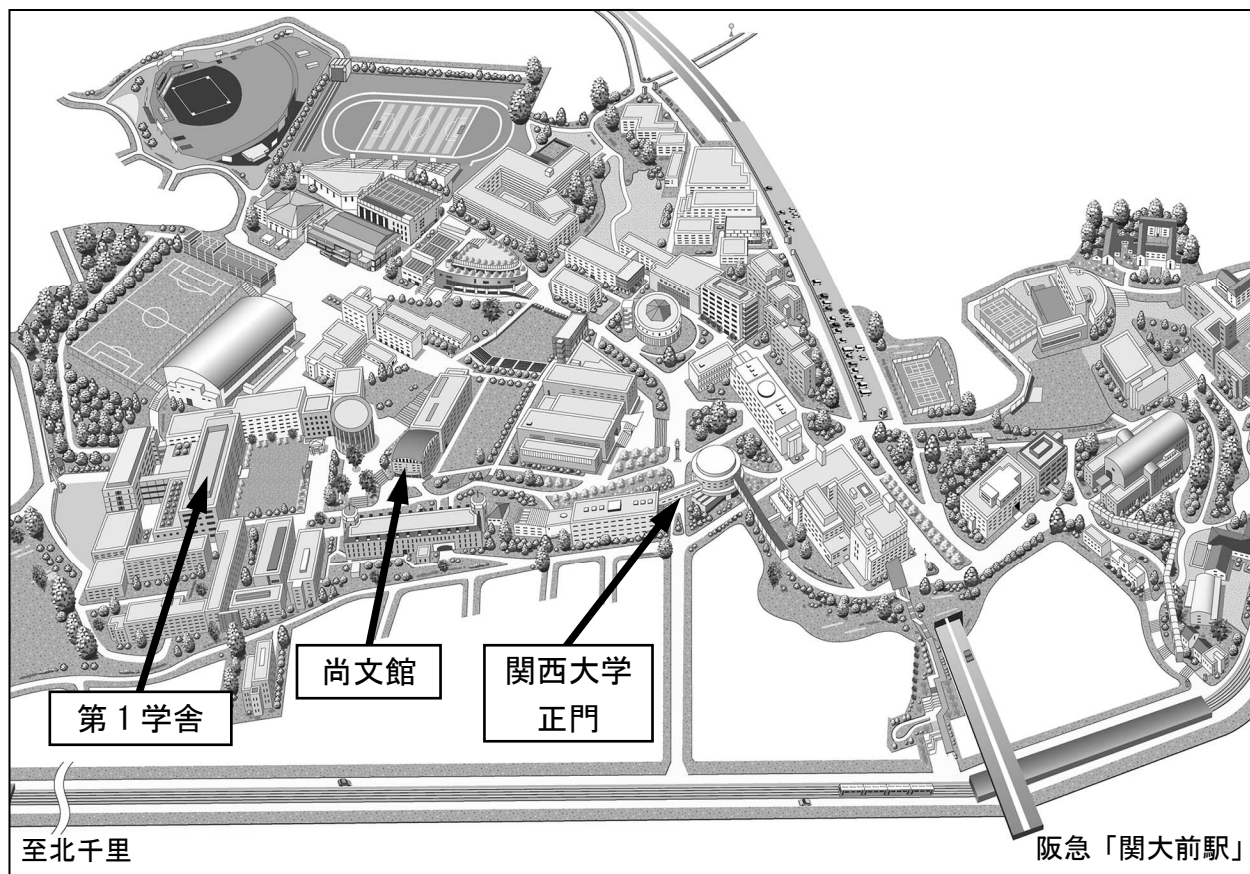 尚文館
関西大学
正門
第1学舎
至北千里
阪急「関大前駅」